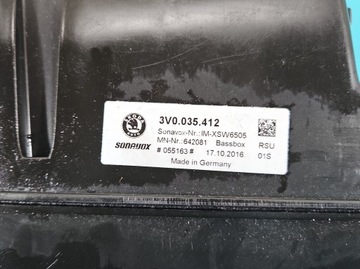 3V0.035.412
Sonavox-Nr.: IM-XSW6505
MN-Nr.: 642081 Bassbox RSU
# 055163 # 17.10.2016 01S
Made in Germany
SKODA
sonavox